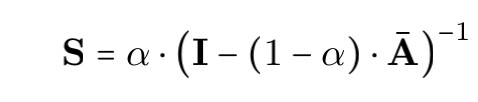 S = α · (I − (1 − α) · Ā)⁻¹